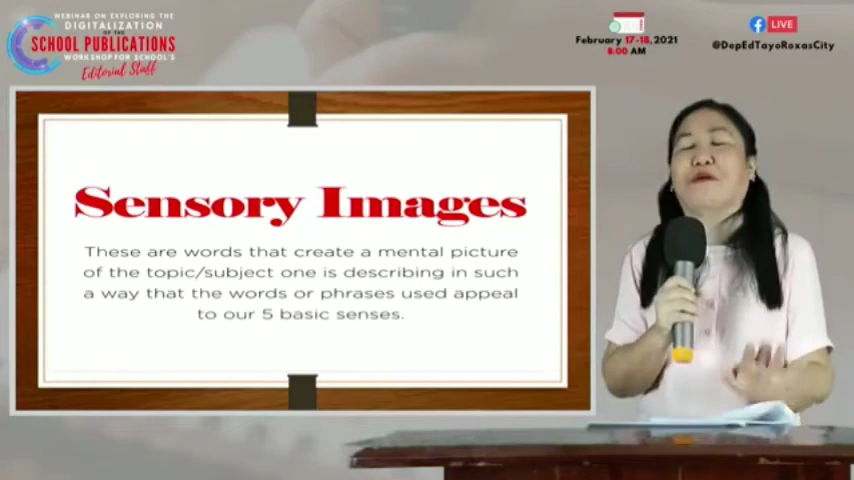 WEBINAR ON EXPLORING THE
DIGITALIZATION
OF THE
SCHOOL PUBLICATIONS
WORKSHOP FOR SCHOOL'S
Editorial Staff
February 17-18, 2021
8:00 AM
LIVE
@DepEdTayoRoxasCity
Sensory Images
These are words that create a mental picture
of the topic/subject one is describing in such
a way that the words or phrases used appeal
to our 5 basic senses.